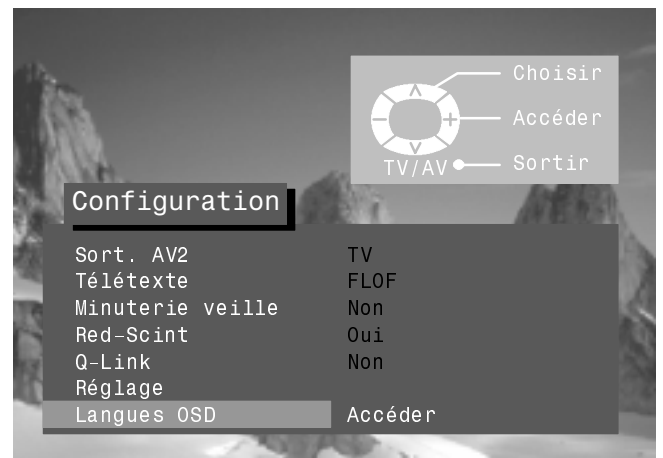 Choisir
Accéder
TV/AV
Sortir
Configuration
Sort. AV2 TV
Télétexte FLOF
Minuterie veille Non
Red-Scint Oui
Q-Link Non
Réglage
Langues OSD Accéder